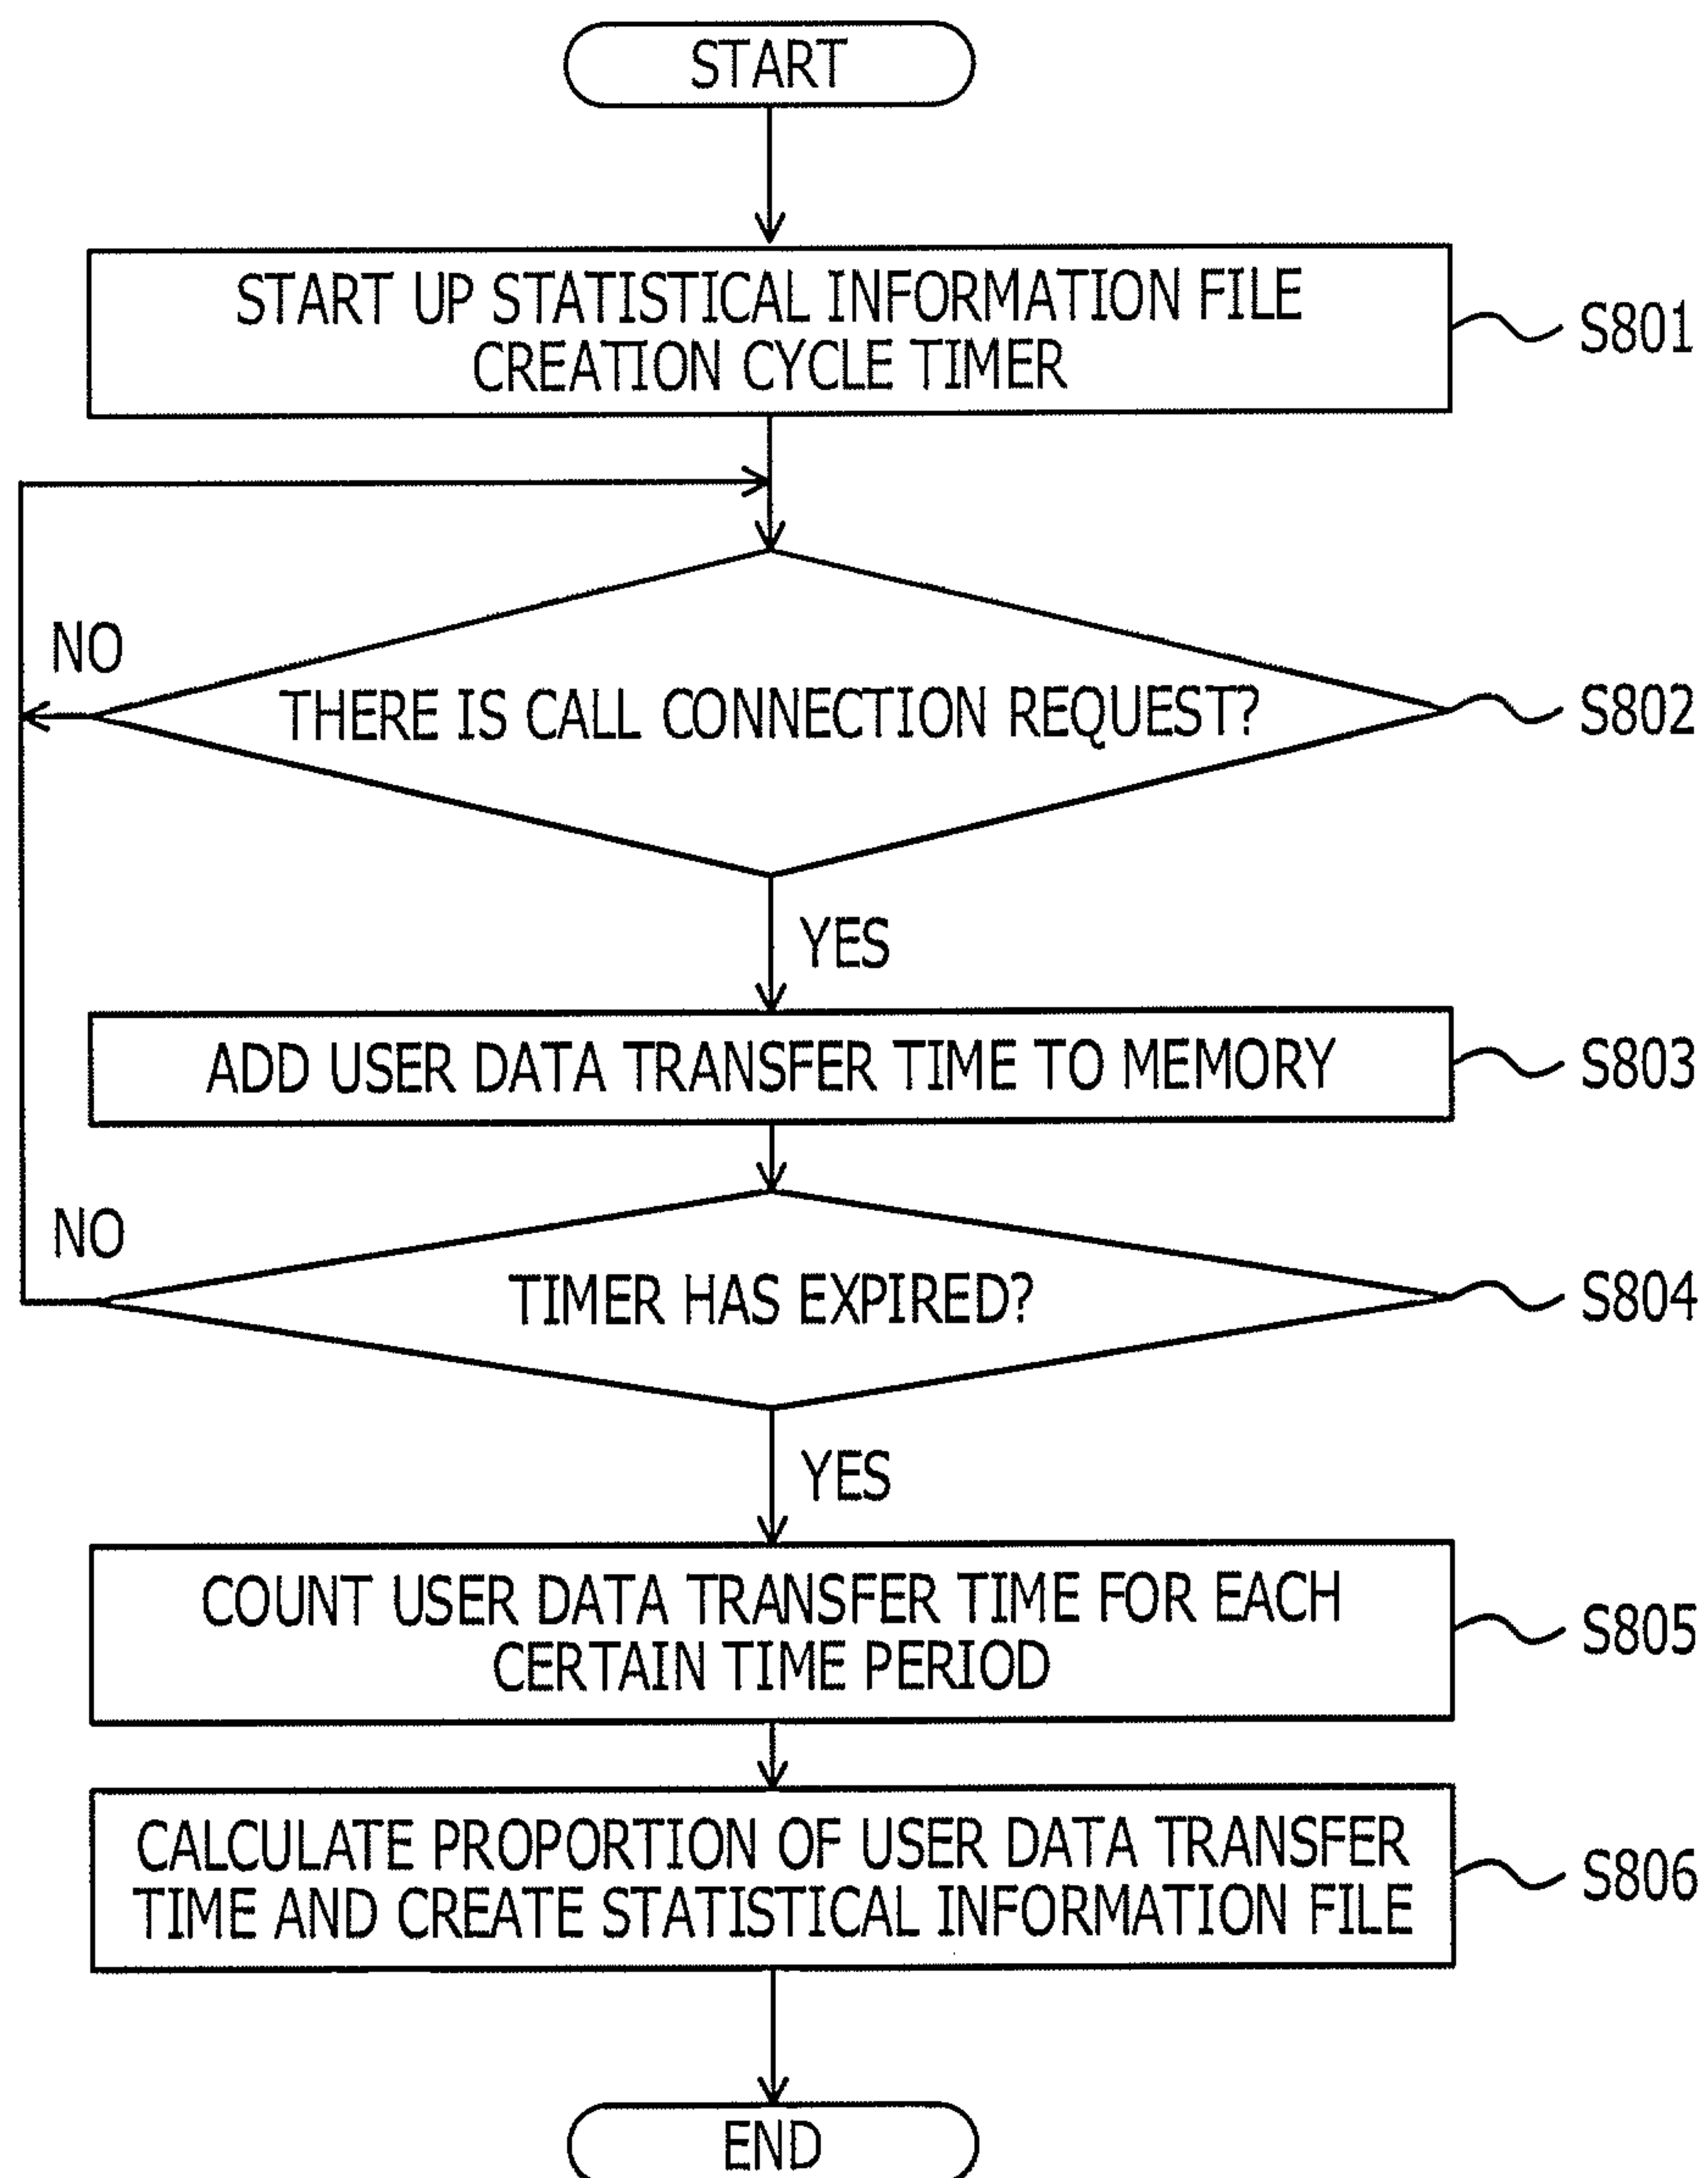 START
START UP STATISTICAL INFORMATION FILE
CREATION CYCLE TIMER
S801
NO
THERE IS CALL CONNECTION REQUEST?
S802
YES
ADD USER DATA TRANSFER TIME TO MEMORY
S803
NO
TIMER HAS EXPIRED?
S804
YES
COUNT USER DATA TRANSFER TIME FOR EACH
CERTAIN TIME PERIOD
S805
CALCULATE PROPORTION OF USER DATA TRANSFER
TIME AND CREATE STATISTICAL INFORMATION FILE
S806
END